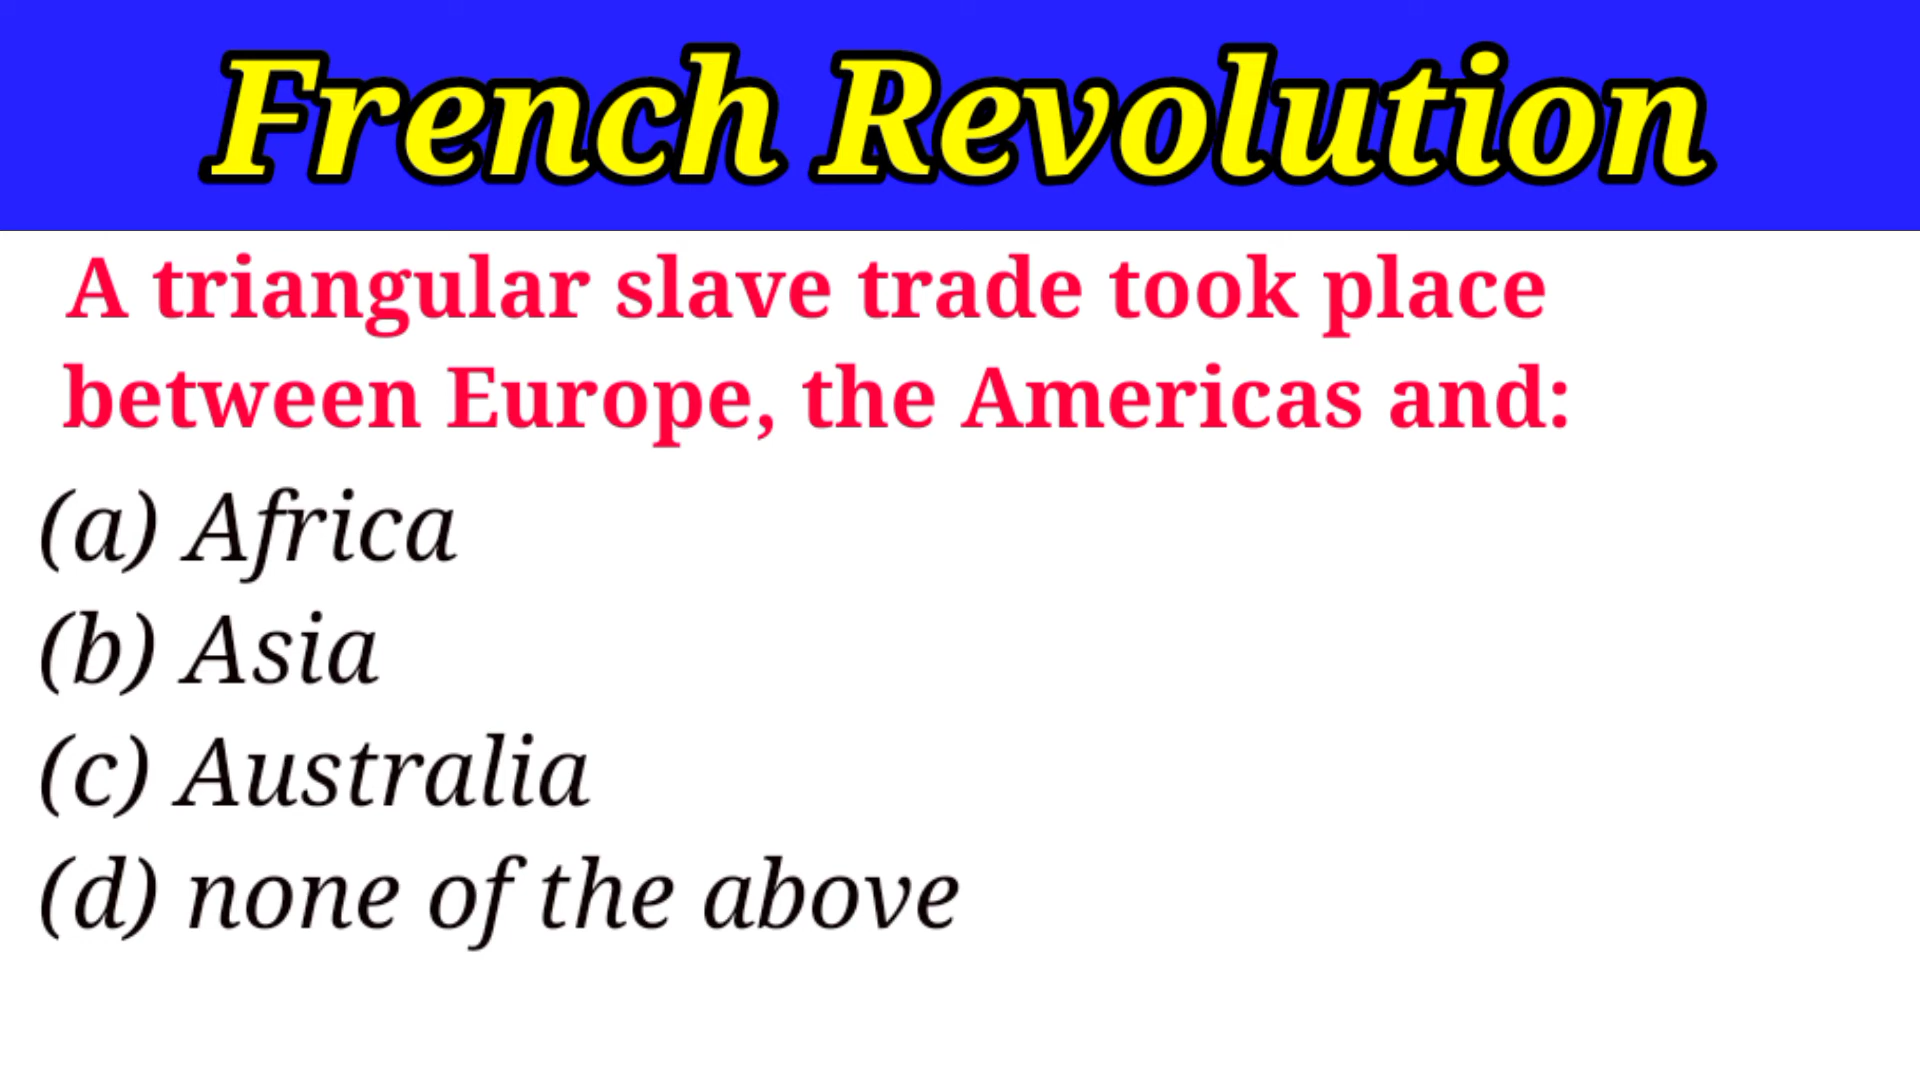 French Revolution
A triangular slave trade took place
between Europe, the Americas and:
(a) Africa
(b) Asia
(c) Australia
(d) none of the above